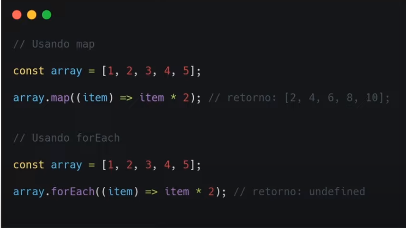 // Usando map
const array = [1, 2, 3, 4, 5];
array.map((item) => item * 2); // retorno: [2, 4, 6, 8, 10];
// Usando forEach
const array = [1, 2, 3, 4, 5];
array.forEach((item) => item * 2); // retorno: undefined